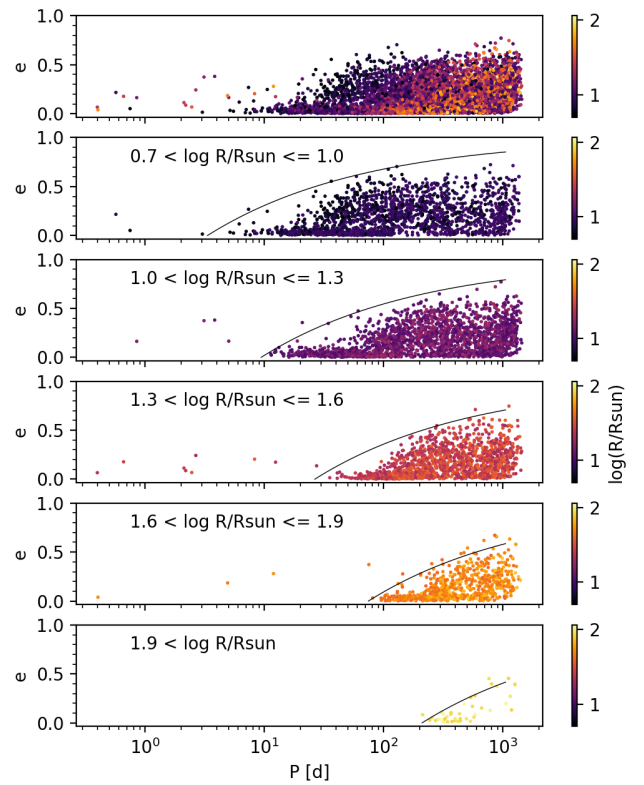 1.0
0.5
0.0
e
2
1
0.7 < log R/Rsun <= 1.0
1.0
0.5
0.0
e
2
1
1.0 < log R/Rsun <= 1.3
1.0
0.5
0.0
e
2
1
1.3 < log R/Rsun <= 1.6
1.0
0.5
0.0
e
2
1
log(R/Rsun)
1.6 < log R/Rsun <= 1.9
1.0
0.5
0.0
e
2
1
1.9 < log R/Rsun
1.0
0.5
0.0
e
2
1
10⁰ 10¹ 10² 10³
P [d]